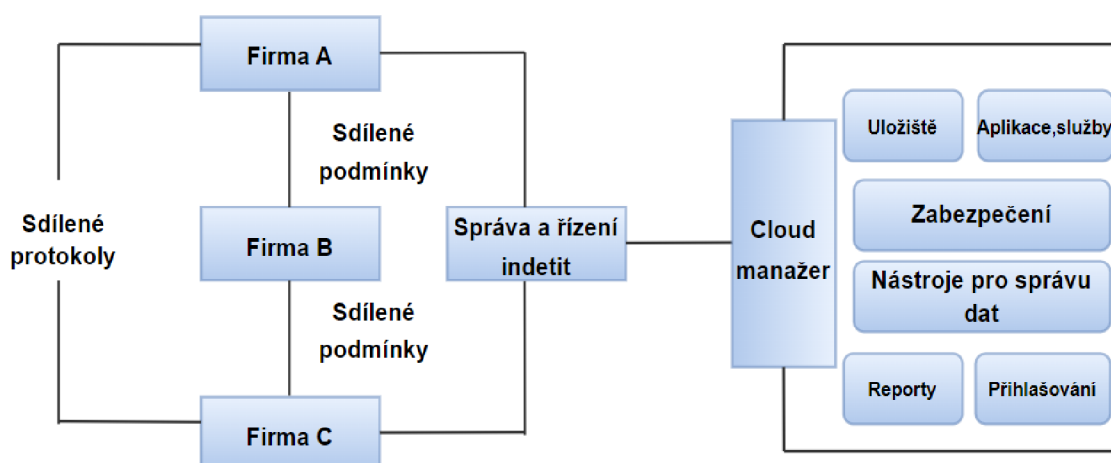 Firma A
Sdílené
podmínky
Sdílené
protokoly
Firma B
Správa a řízení
indetit
Sdílené
podmínky
Firma C
Cloud
manažer
Uložiště
Aplikace,služby
Zabezpečení
Nástroje pro správu
dat
Reporty
Přihlašování